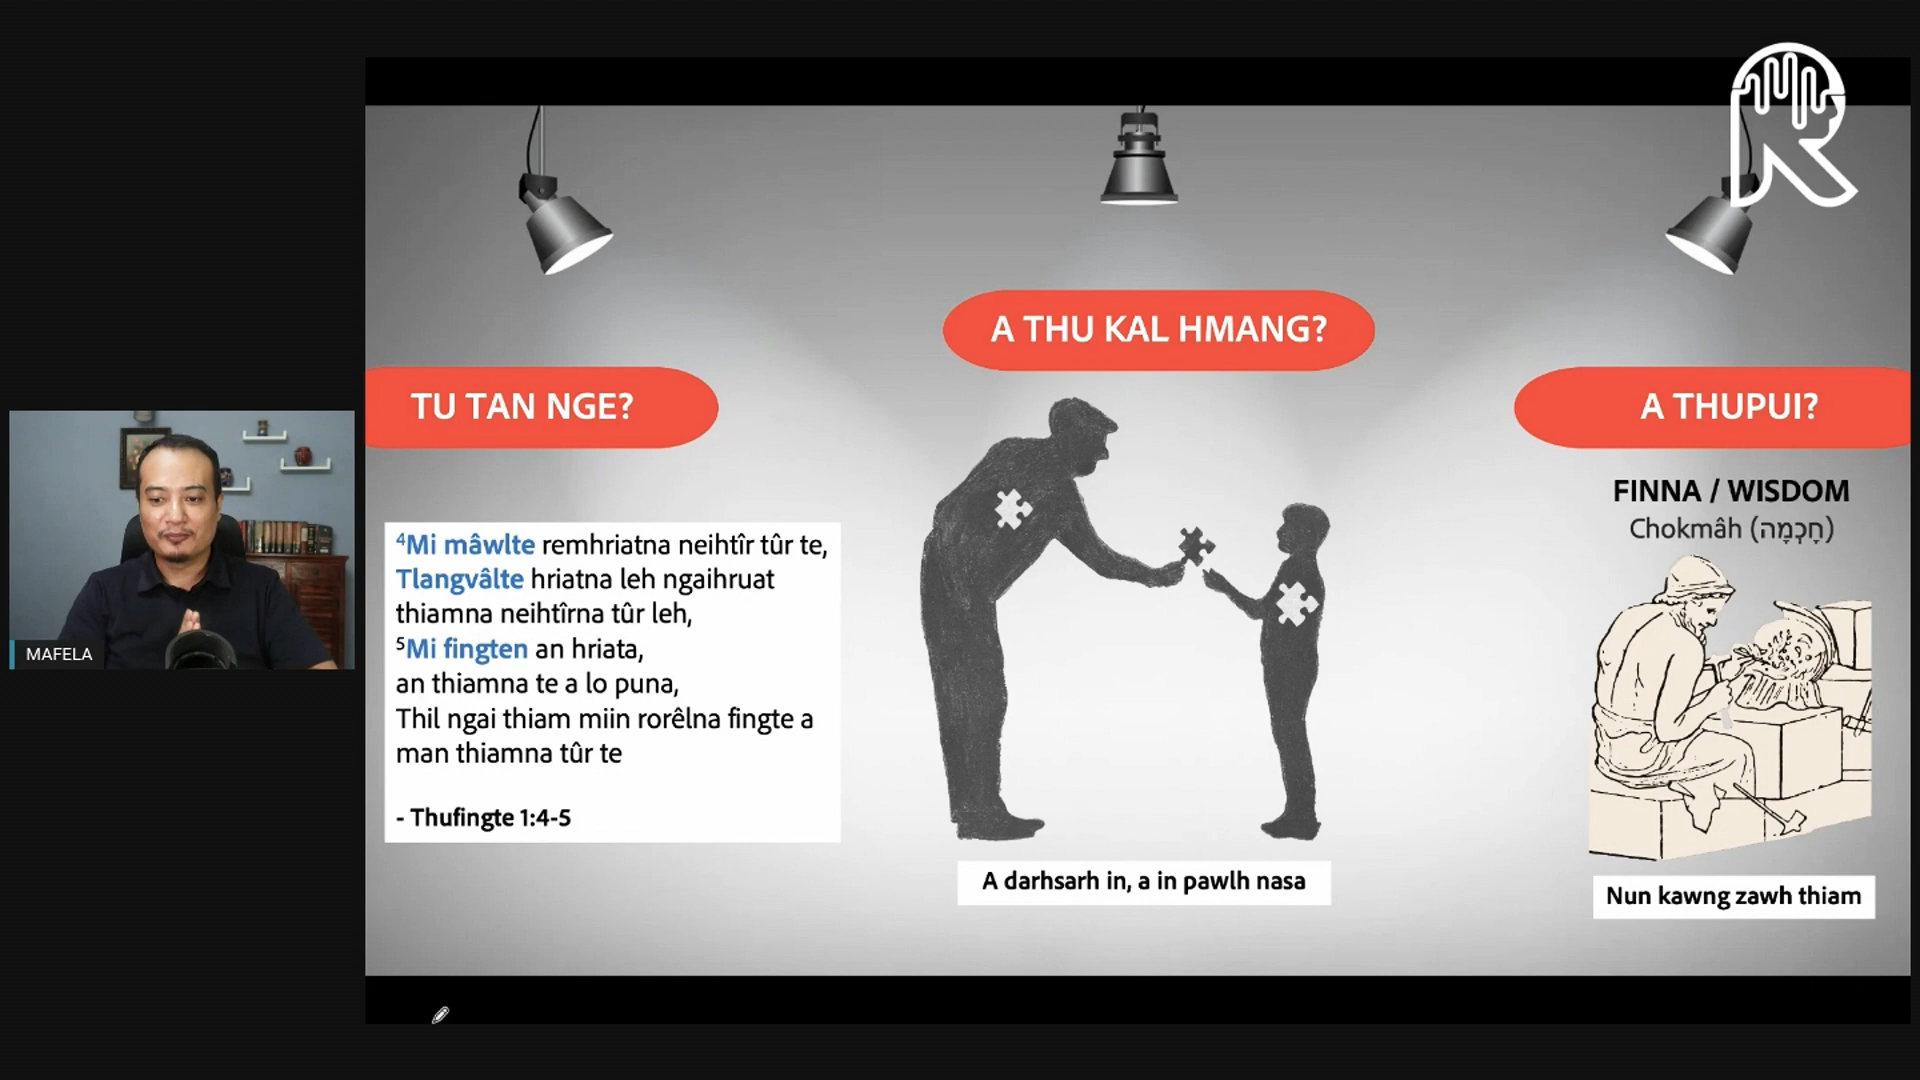 A THU KAL HMANG?
TU TAN NGE?
A THUPUI?
FINNA / WISDOM
Chokmâh (חָכְמָה)
⁴Mi mâwlte remhriatna neihtîr tûr te,
Tlangvâlte hriatna leh ngaihruat
thiamna neihtîrna tûr leh,
⁵Mi fingten an hriata,
an thiamna te a lo puna,
Thil ngai thiam miin rorêlna fingte a
man thiamna tûr te
- Thufingte 1:4-5
MAFELA
A darhsarh in, a in pawlh nasa
Nun kawng zawh thiam